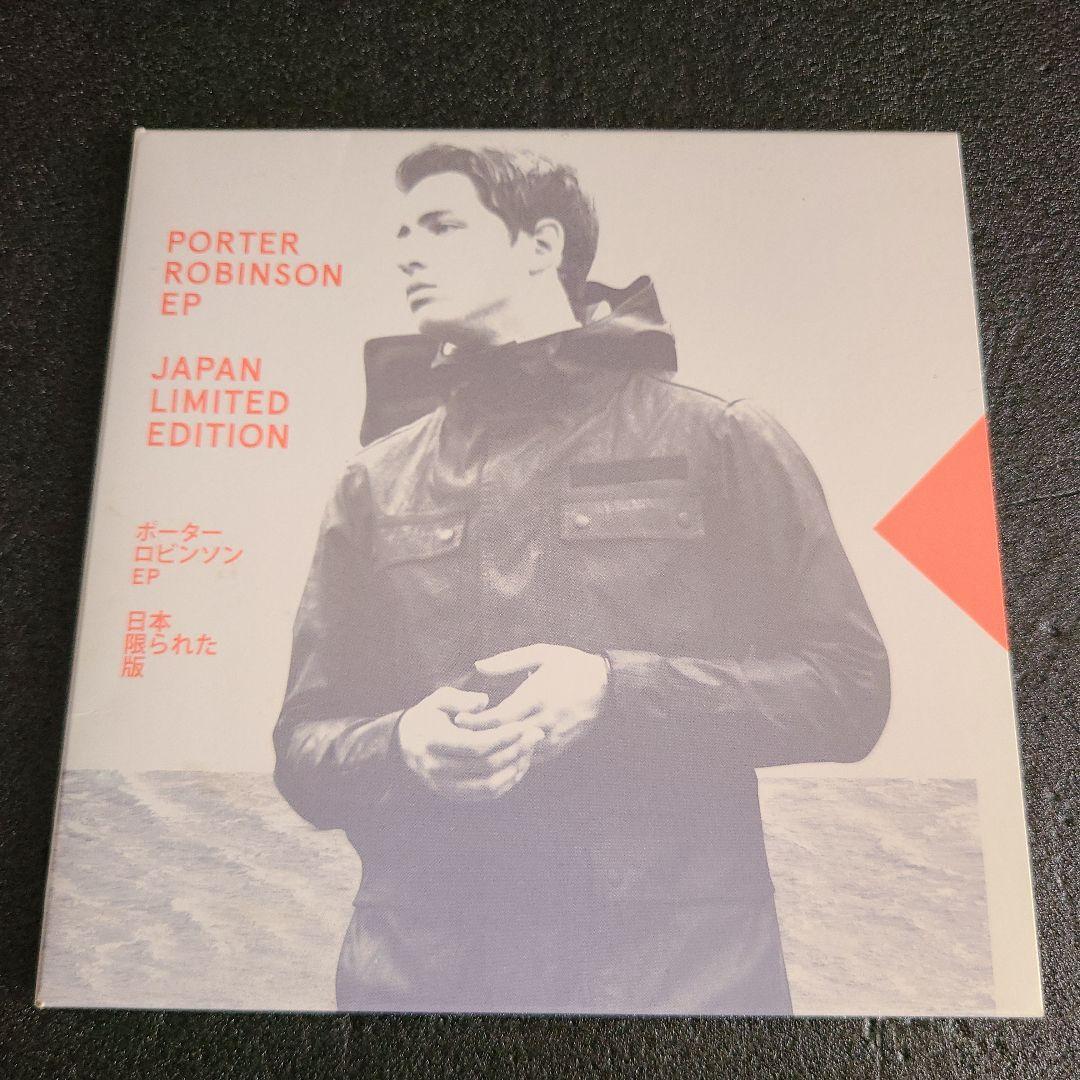 PORTER
ROBINSON
EP
JAPAN
LIMITED
EDITION
ポーター
ロビンソン
EP
日本
限られた
版